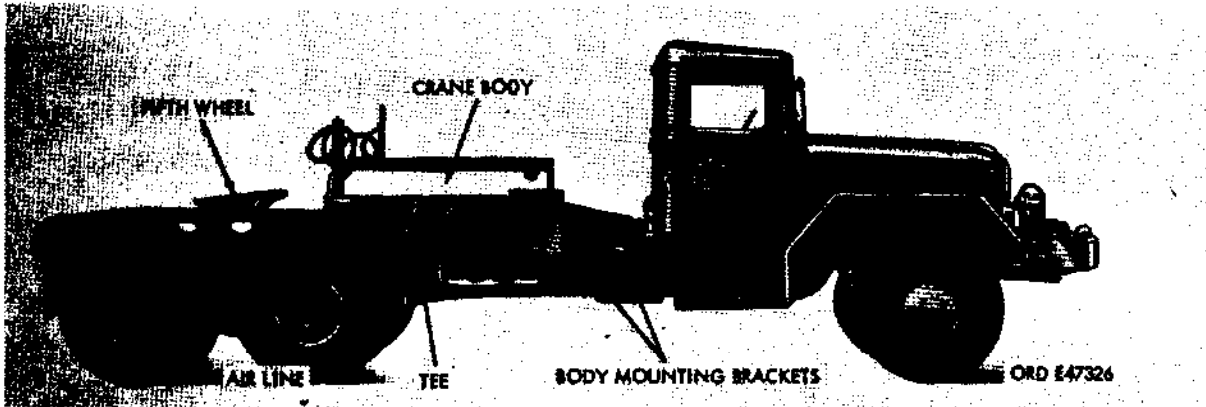 CRANE BODY
FIFTH WHEEL
AIR LINE
TEE
BODY MOUNTING BRACKETS
ORD E47326